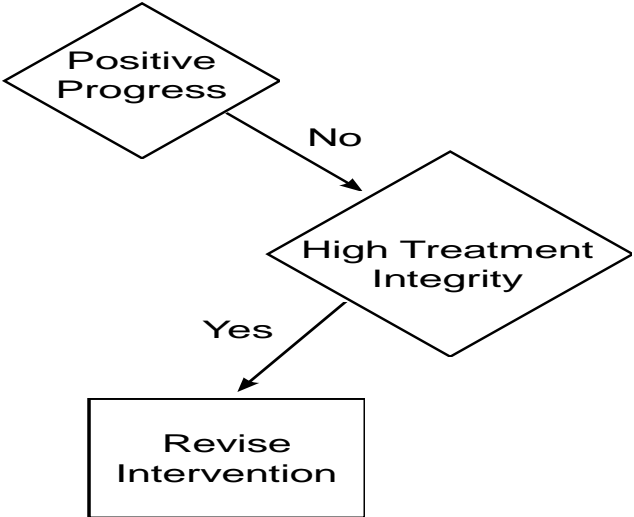 Positive
Progress
No
High Treatment
Integrity
Yes
Revise
Intervention